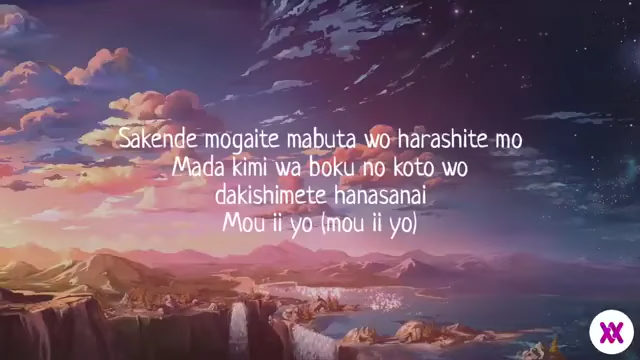 Sakende mogaite mabuta wo harashite mo
Mada kimi wa boku no koto wo
dakishimete hanasanai
Mou ii yo (mou ii yo)